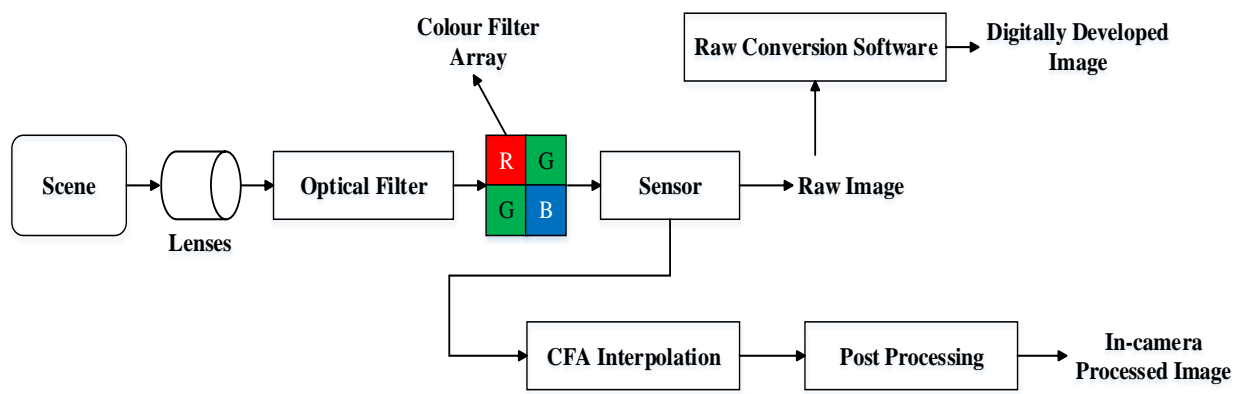 Colour Filter
Array
Raw Conversion Software
Digitally Developed
Image
Scene
Lenses
Optical Filter
R G
G B
Sensor
Raw Image
CFA Interpolation
Post Processing
In-camera
Processed Image